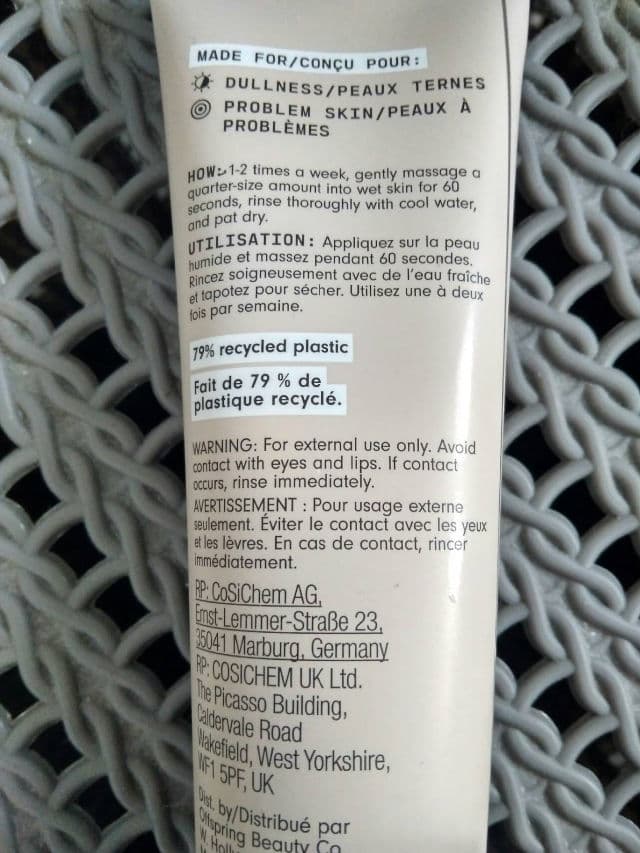 MADE FOR/CONÇU POUR:
DULLNESS/PEAUX TERNES
PROBLEM SKIN/PEAUX À
PROBLÈMES
HOW: 1-2 times a week, gently massage a
quarter-size amount into wet skin for 60
seconds, rinse thoroughly with cool water,
and pat dry.
UTILISATION: Appliquez sur la peau
humide et massez pendant 60 secondes.
Rincez soigneusement avec de l'eau fraîche
et tapotez pour sécher. Utilisez une à deux
fois par semaine.
79% recycled plastic
Fait de 79 % de
plastique recyclé.
WARNING: For external use only. Avoid
contact with eyes and lips. If contact
occurs, rinse immediately.
AVERTISSEMENT : Pour usage externe
seulement. Éviter le contact avec les yeux
et les lèvres. En cas de contact, rincer
immédiatement.
RP: CoSiChem AG,
Ernst-Lemmer-Straße 23,
35041 Marburg, Germany
RP: COSICHEM UK Ltd.
The Picasso Building,
Caldervale Road
Wakefield, West Yorkshire,
WF1 5PF, UK
Dist. by/Distribué par
Offspring Beauty Co
W.